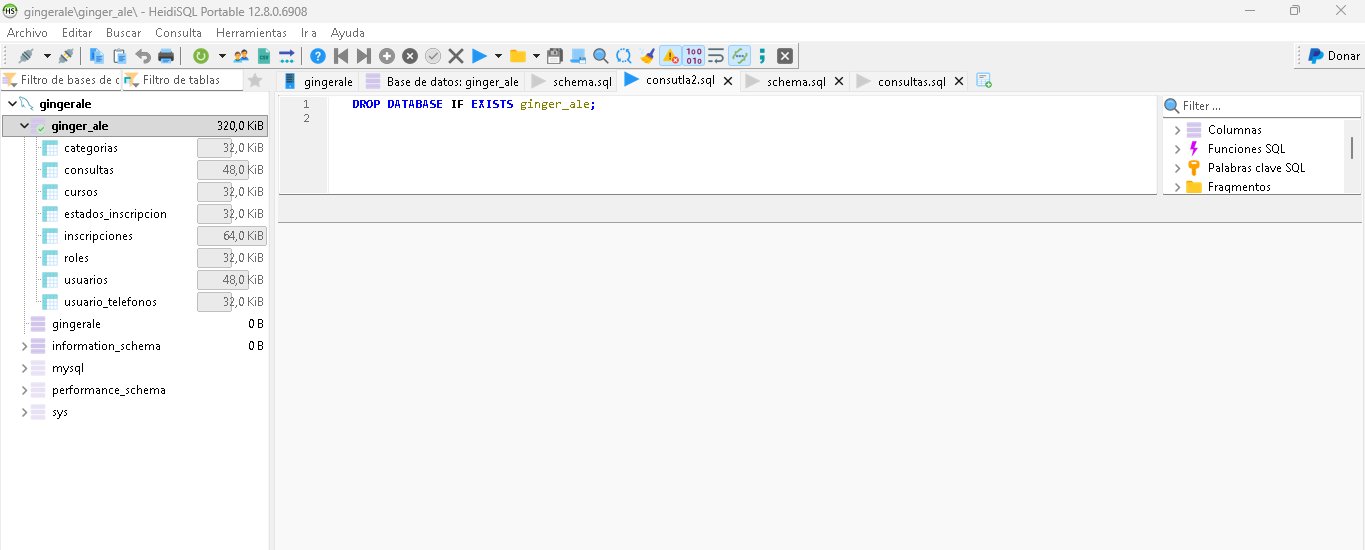 gingerale\ginger_ale\ - HeidiSQL Portable 12.8.0.6908
Archivo Editar Buscar Consulta Herramientas Ir a Ayuda
Donar
Filtro de bases de d Filtro de tablas
gingerale Base de datos: ginger_ale schema.sql consutla2.sql schema.sql consultas.sql
gingerale
ginger_ale 320,0 KiB
categorias 32,0 KiB
consultas 48,0 KiB
cursos 32,0 KiB
estados_inscripcion 32,0 KiB
inscripciones 64,0 KiB
roles 32,0 KiB
usuarios 48,0 KiB
usuario_telefonos 32,0 KiB
gingerale 0 B
information_schema 0 B
mysql
performance_schema
sys
1 DROP DATABASE IF EXISTS ginger_ale;
2
Filter ...
Columnas
Funciones SQL
Palabras clave SQL
Fragmentos